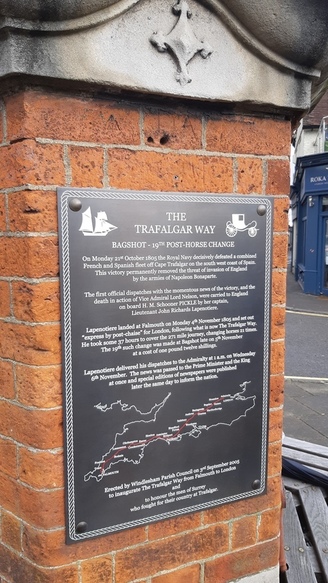 THE
TRAFALGAR WAY
BAGSHOT - 19TH POST-HORSE CHANGE
On Monday 21st October 1805 the Royal Navy decisively defeated a combined
French and Spanish fleet off Cape Trafalgar on the south west coast of Spain.
This victory permanently removed the threat of invasion of England
by the armies of Napoleon Bonaparte.
The first official dispatches with the momentous news of the victory, and the
death in action of Vice Admiral Lord Nelson, were carried to England
on board H. M. Schooner PICKLE by her captain
Lieutenant John Richards Lapenotiere.
Lapenotiere landed at Falmouth on Monday 4th November 1805 and set out
"express by post-chaise" for London, following what is now The Trafalgar Way.
He took some 37 hours to cover the 271 mile journey, changing horses 21 times.
The 19th such change was made at Bagshot late on 5th November
at a cost of one pound twelve shillings.
Lapenotiere delivered his dispatches to the Admiralty at 1 a.m. on Wednesday
6th November. The news was passed to the Prime Minister and the King
at once and special editions of newspapers were published
later the same day to inform the nation.
Erected by Windlesham Parish Council on 2nd September 2005
to inaugurate The Trafalgar Way from Falmouth to London
and
to honour the men of Surrey
who fought for their country at Trafalgar.
ROKA